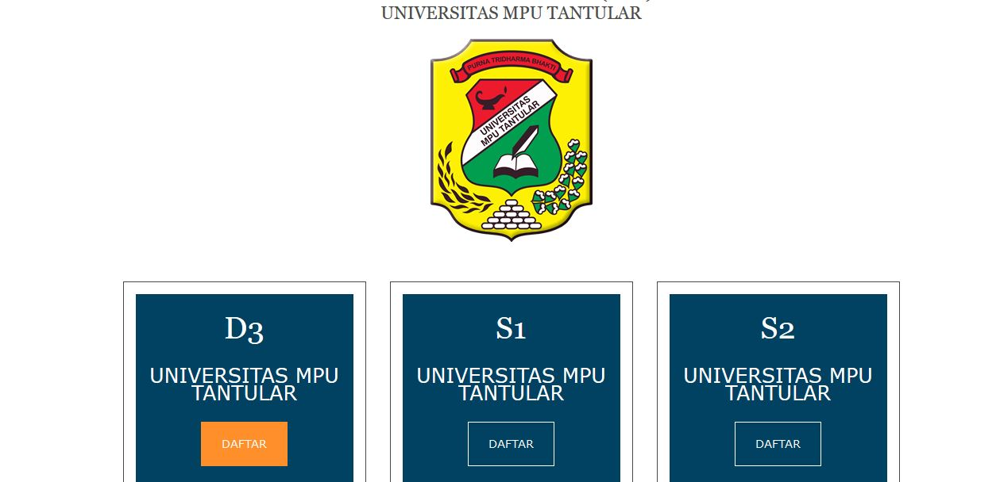 UNIVERSITAS MPU TANTULAR
PURNA TRIDHARMA BHAKTI
UNIVERSITAS
MPU TANTULAR
D3
UNIVERSITAS MPU
TANTULAR
DAFTAR
S1
UNIVERSITAS MPU
TANTULAR
DAFTAR
S2
UNIVERSITAS MPU
TANTULAR
DAFTAR